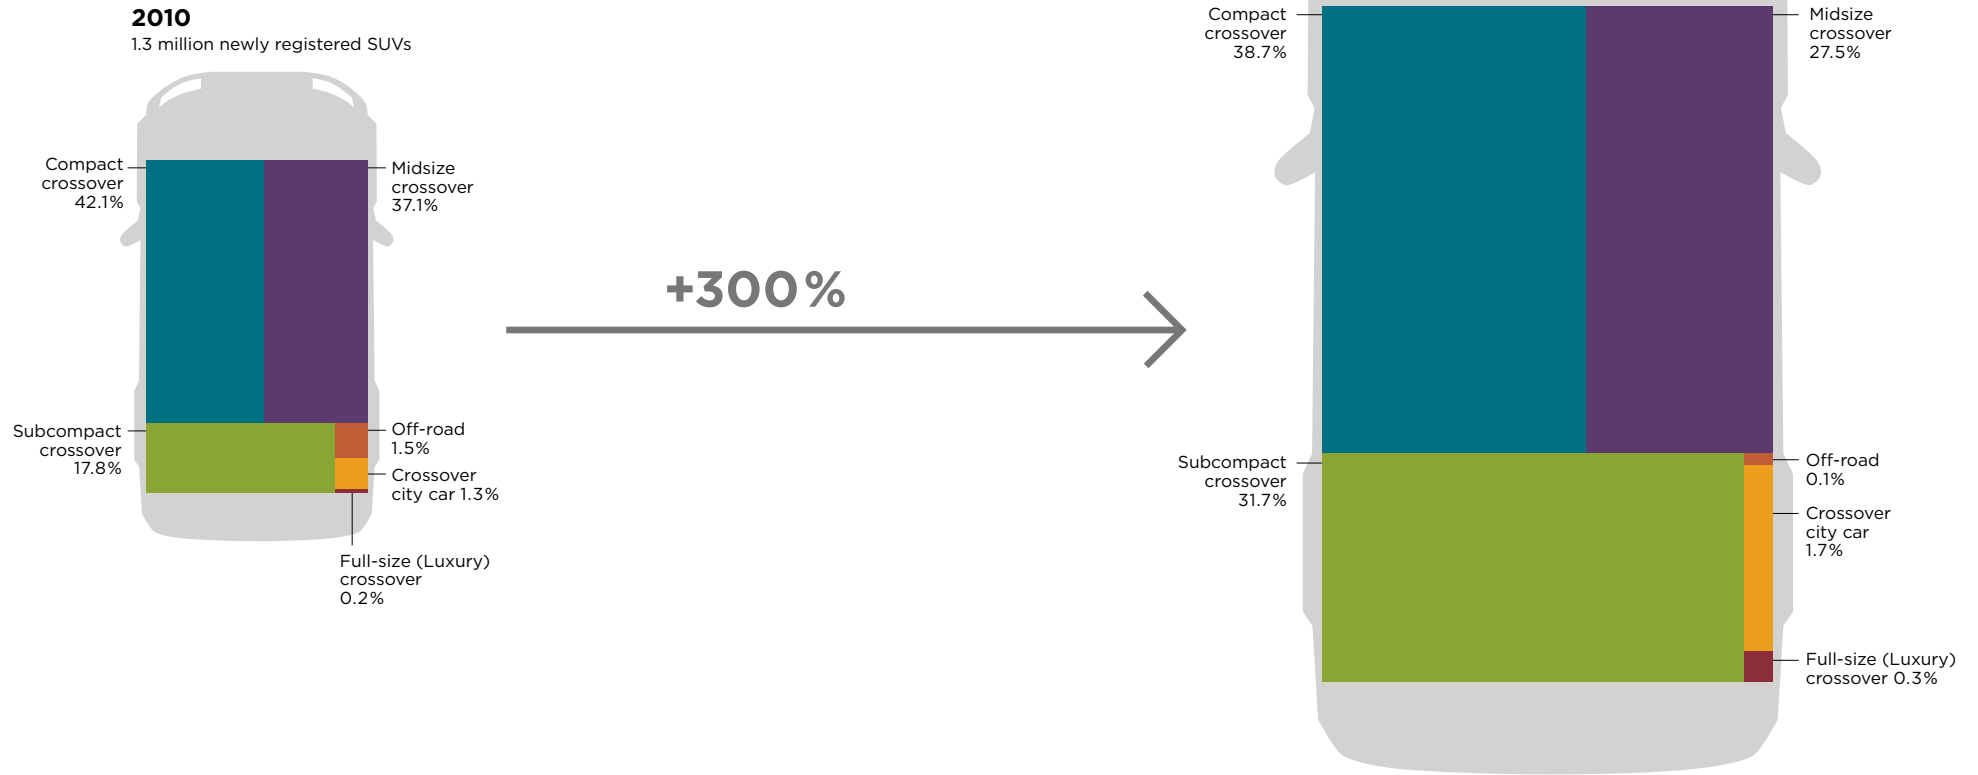 2010
1.3 million newly registered SUVs
Compact
crossover
42.1%
Midsize
crossover
37.1%
Subcompact
crossover
17.8%
Off-road
1.5%
Crossover
city car 1.3%
Full-size (Luxury)
crossover
0.2%
+300%
Compact
crossover
38.7%
Midsize
crossover
27.5%
Subcompact
crossover
31.7%
Off-road
0.1%
Crossover
city car
1.7%
Full-size (Luxury)
crossover 0.3%